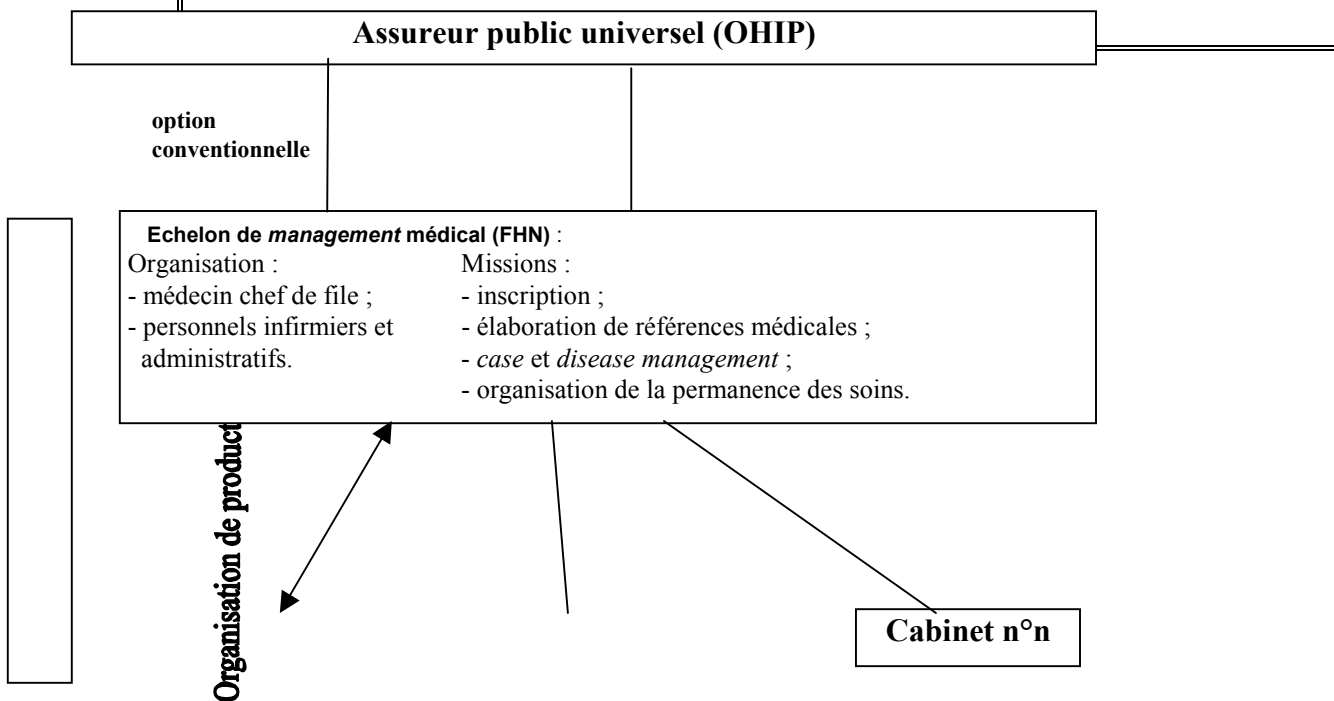 Assureur public universel (OHIP)
option
conventionnelle
Echelon de management médical (FHN) :
Organisation :
- médecin chef de file ;
- personnels infirmiers et
administratifs.
Missions :
- inscription ;
- élaboration de références médicales ;
- case et disease management ;
- organisation de la permanence des soins.
Organisation de product
Cabinet n°n